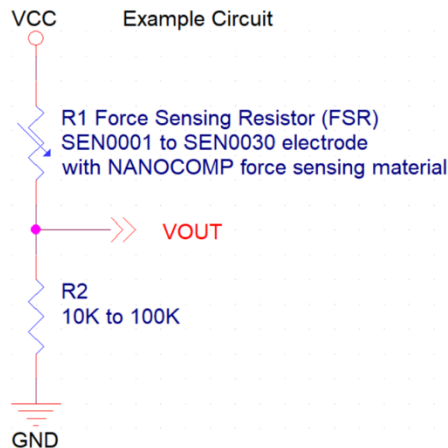 VCC
Example Circuit
R1 Force Sensing Resistor (FSR)
SEN0001 to SEN0030 electrode
with NANOCOMP force sensing material
VOUT
R2
10K to 100K
GND